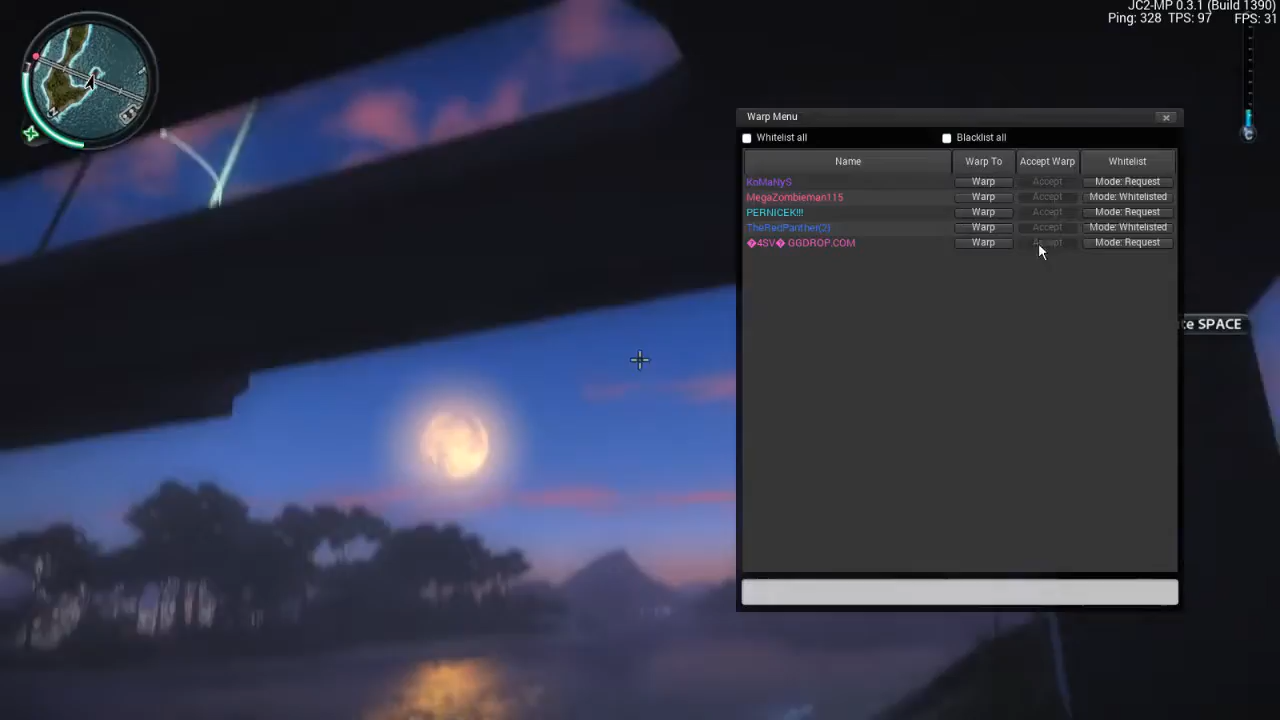 JC2-MP 0.3.1 (Build 1390)
Ping: 328 TPS: 97 FPS: 31
Warp Menu
Whitelist all Blacklist all
Name Warp To Accept Warp Whitelist
KoMaNyS Warp Accept Mode: Request
MegaZombieman115 Warp Accept Mode: Whitelisted
PERNICEK!!! Warp Accept Mode: Request
TheRedPanther(2) Warp Accept Mode: Whitelisted
�4SV� GGDROP.COM Warp Accept Mode: Request
SPACE